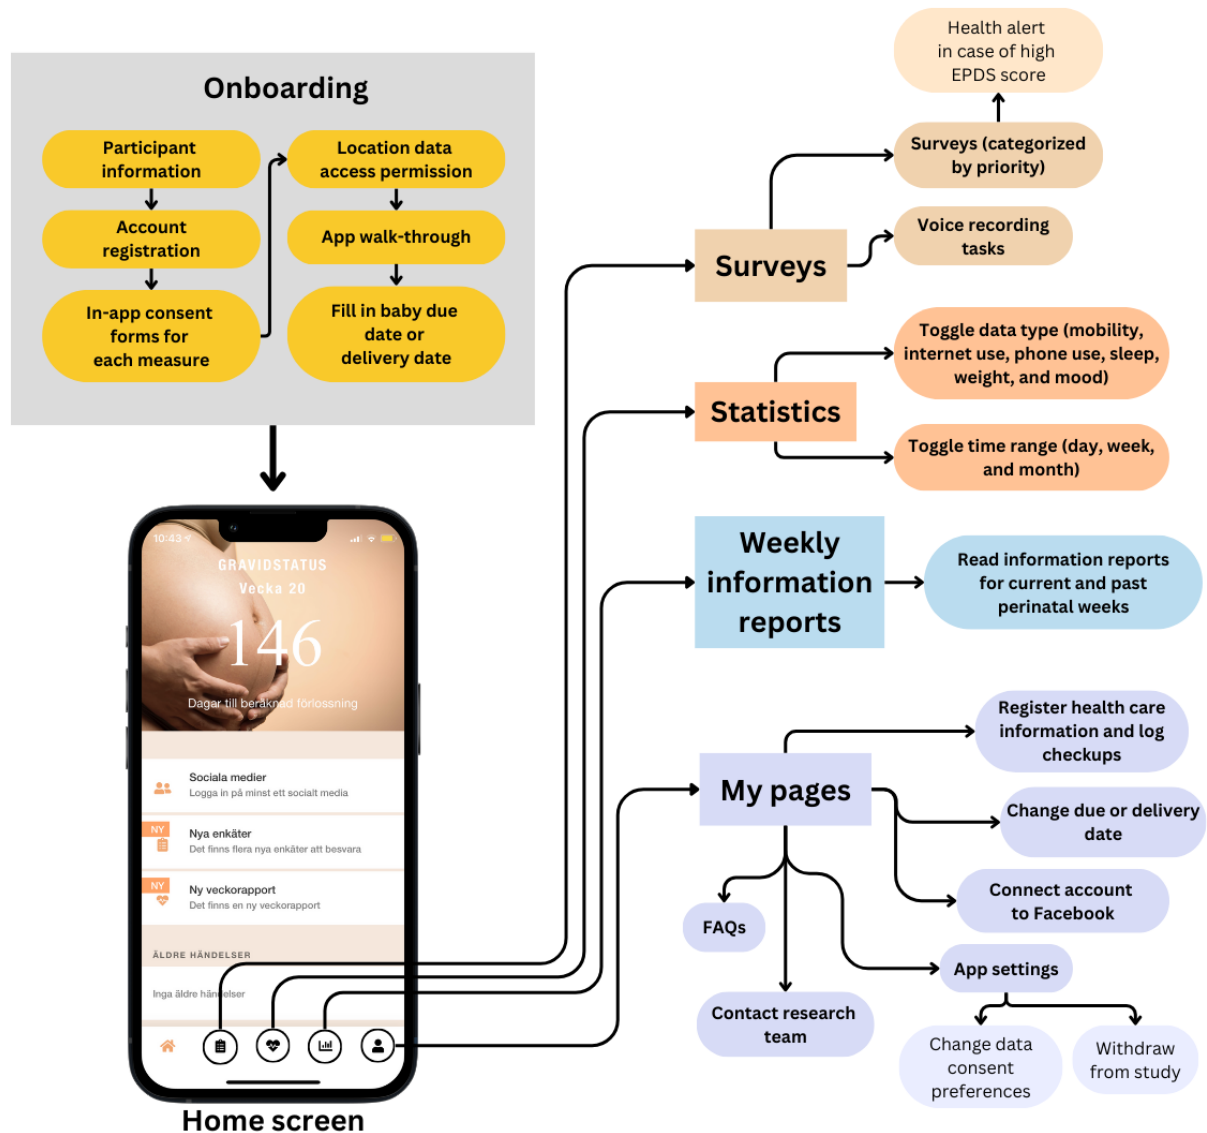 Onboarding
Participant
information
Account
registration
In-app consent
forms for
each measure
Location data
access permission
App walk-through
Fill in baby due
date or
delivery date
Health alert
in case of high
EPDS score
Surveys (categorized
by priority)
Voice recording
tasks
Surveys
Toggle data type (mobility,
internet use, phone use, sleep,
weight, and mood)
Statistics
Toggle time range (day, week,
and month)
Weekly
information
reports
Read information reports
for current and past
perinatal weeks
Register health care
information and log
checkups
My pages
Change due or delivery
date
Connect account
to Facebook
FAQs
App settings
Contact research
team
Change data
consent
preferences
Withdraw
from study
10:43
GRAVIDSTATUS
Vecka 20
146
Dagar till beräknad förlossning
Sociala medier
Logga in på minst ett socialt media
NY
Nya enkäter
Det finns flera nya enkäter att besvara
NY
Ny veckorapport
Det finns en ny veckorapport
ÄLDRE HÄNDELSER
Inga äldre händelser
Home screen